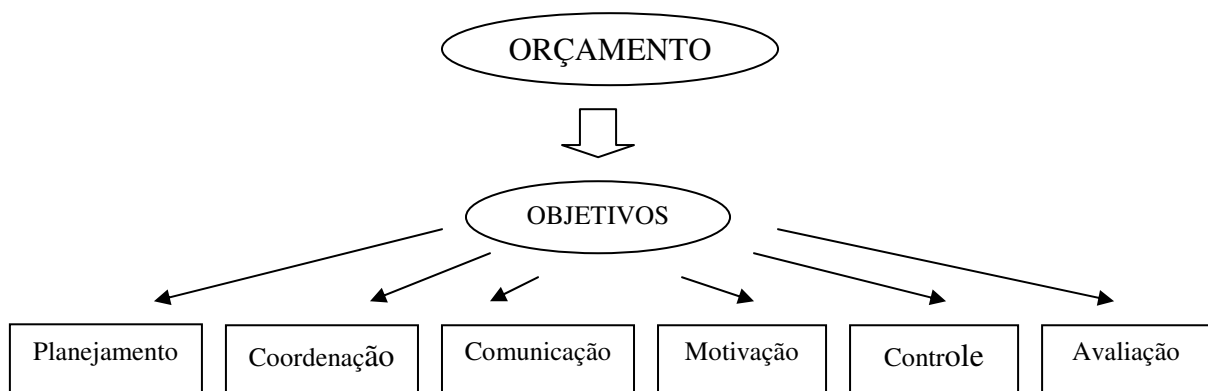 ORÇAMENTO
OBJETIVOS
Planejamento
Coordenação
Comunicação
Motivação
Controle
Avaliação